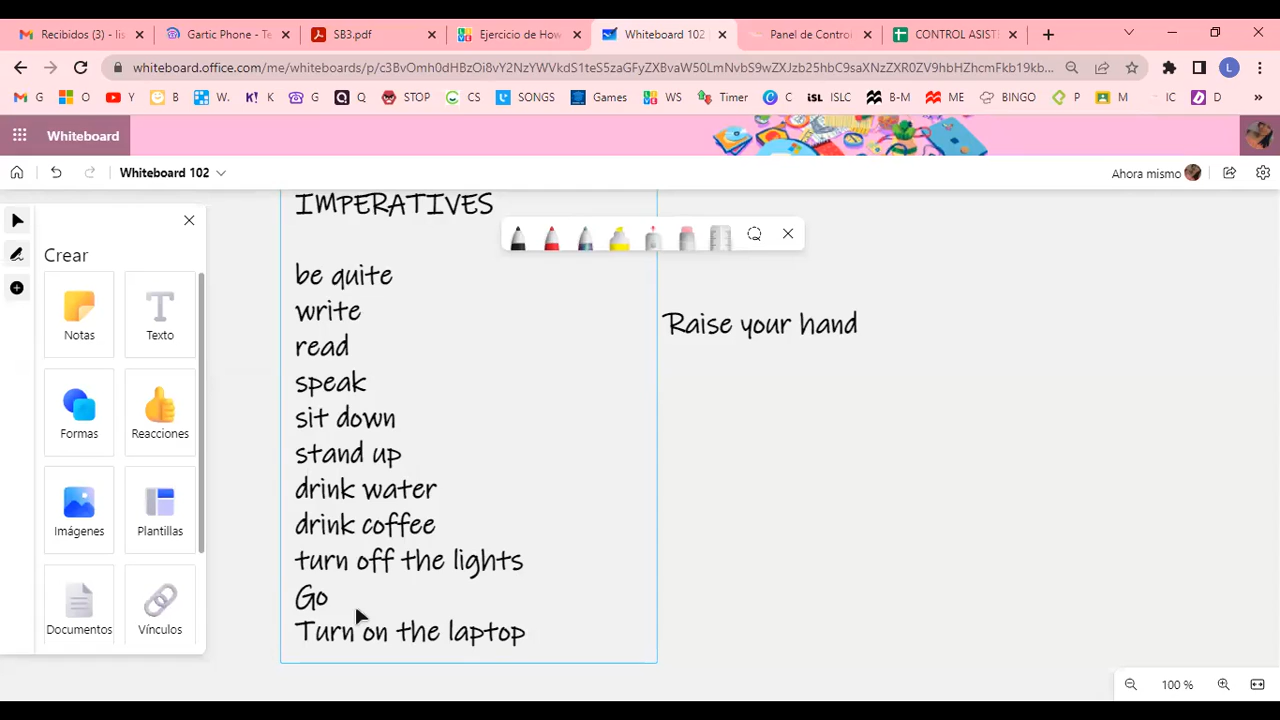 Recibidos (3) - lis
Gartic Phone - Te
SB3.pdf
Ejercicio de How
Whiteboard 102
Panel de Contro
CONTROL ASIST
whiteboard.office.com/me/whiteboards/p/
G
O
Y
B
W.
K!
G
Q
STOP
CS
SONGS
Games
WS
Timer
C
ISLC
B-M
ME
BINGO
P
M
IC
D
L
Whiteboard
Whiteboard 102
Ahora mismo
Crear
Notas
Texto
Formas
Reacciones
Imágenes
Plantillas
Documentos
Vínculos
IMPERATIVES
be quite
write
read
speak
sit down
stand up
drink water
drink coffee
turn off the lights
Go
Turn on the laptop
Raise your hand
100 %